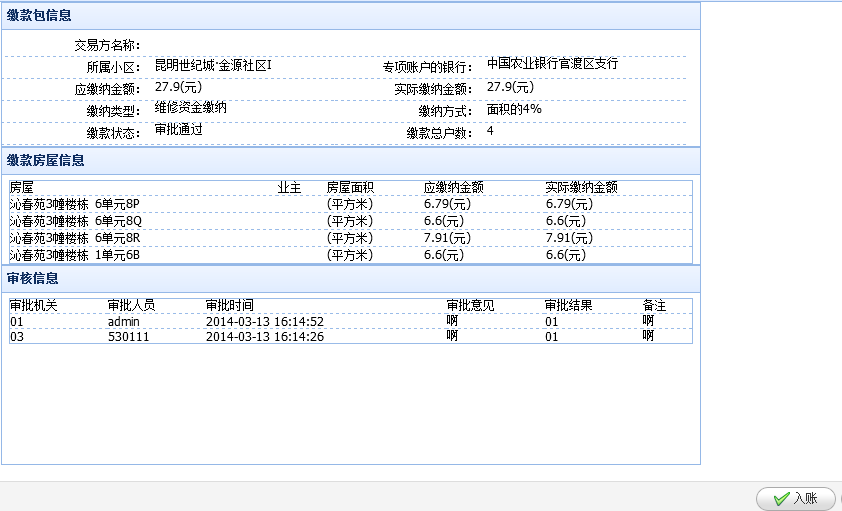 缴款包信息
交易方名称：
所属小区： 昆明世纪城·金源社区I 专项账户的银行： 中国农业银行官渡区支行
应缴纳金额： 27.9(元) 实际缴纳金额： 27.9(元)
缴纳类型： 维修资金缴纳 缴纳方式： 面积的4%
缴款状态： 审批通过 缴款总户数： 4
缴款房屋信息
房屋 业主 房屋面积 应缴纳金额 实际缴纳金额
沁春苑3幢楼栋 6单元8P (平方米) 6.79(元) 6.79(元)
沁春苑3幢楼栋 6单元8Q (平方米) 6.6(元) 6.6(元)
沁春苑3幢楼栋 6单元8R (平方米) 7.91(元) 7.91(元)
沁春苑3幢楼栋 1单元6B (平方米) 6.6(元) 6.6(元)
审核信息
审批机关 审批人员 审批时间 审批意见 审批结果 备注
01 admin 2014-03-13 16:14:52 啊 01 啊
03 530111 2014-03-13 16:14:26 啊 01 啊
入账